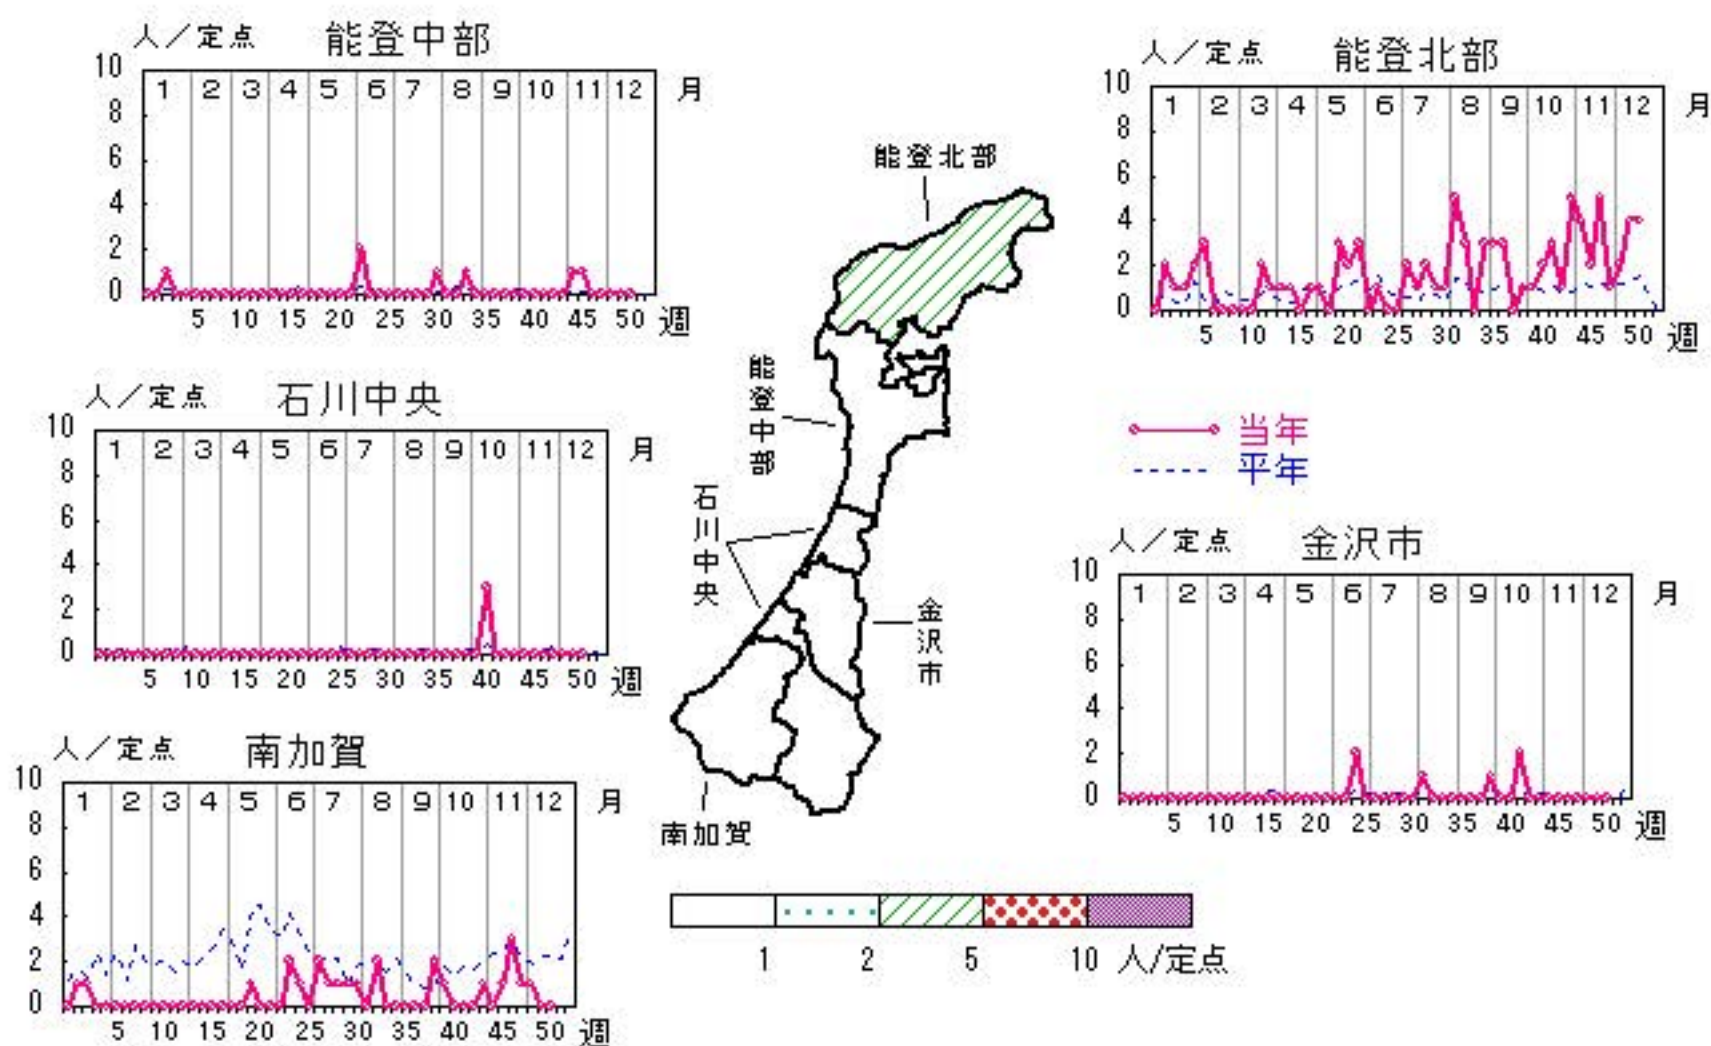 人／定点 能登中部
10 8 6 4 2 0
1 2 3 4 5 6 7 8 9 10 11 12 月
5 10 15 20 25 30 35 40 45 50 週
人／定点 能登北部
10 8 6 4 2 0
1 2 3 4 5 6 7 8 9 10 11 12 月
5 10 15 20 25 30 35 40 45 50 週
人／定点 石川中央
10 8 6 4 2 0
1 2 3 4 5 6 7 8 9 10 11 12 月
5 10 15 20 25 30 35 40 45 50 週
能登北部
能登中部
石川中央
金沢市
南加賀
当年
平年
人／定点 金沢市
10 8 6 4 2 0
1 2 3 4 5 6 7 8 9 10 11 12 月
5 10 15 20 25 30 35 40 45 50 週
人／定点 南加賀
10 8 6 4 2 0
1 2 3 4 5 6 7 8 9 10 11 12 月
5 10 15 20 25 30 35 40 45 50 週
1 2 5 10 人/定点